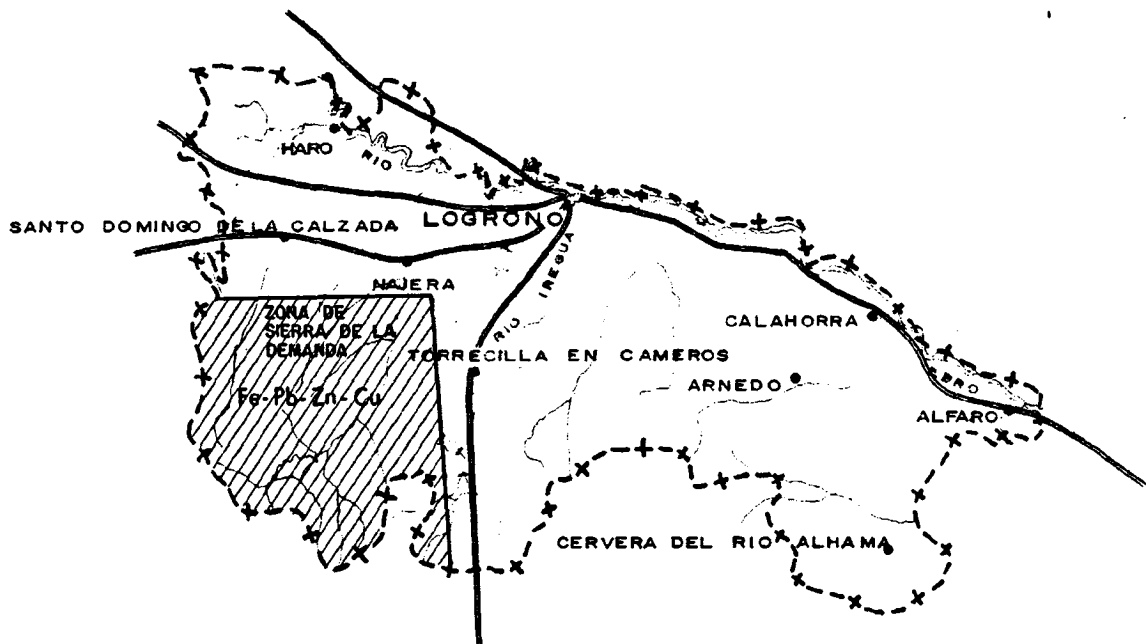 HARO
RIO
LOGROÑO
SANTO DOMINGO DE LA CALZADA
NAJERA
RIO IREGUA
ZONA DE
SIERRA DE LA
DEMANDA
Fe-Pb-Zn-Cu
TORRECILLA EN CAMEROS
CALAHORRA
ARNEDO
EBRO
ALFARO
CERVERA DEL RIO ALHAMA